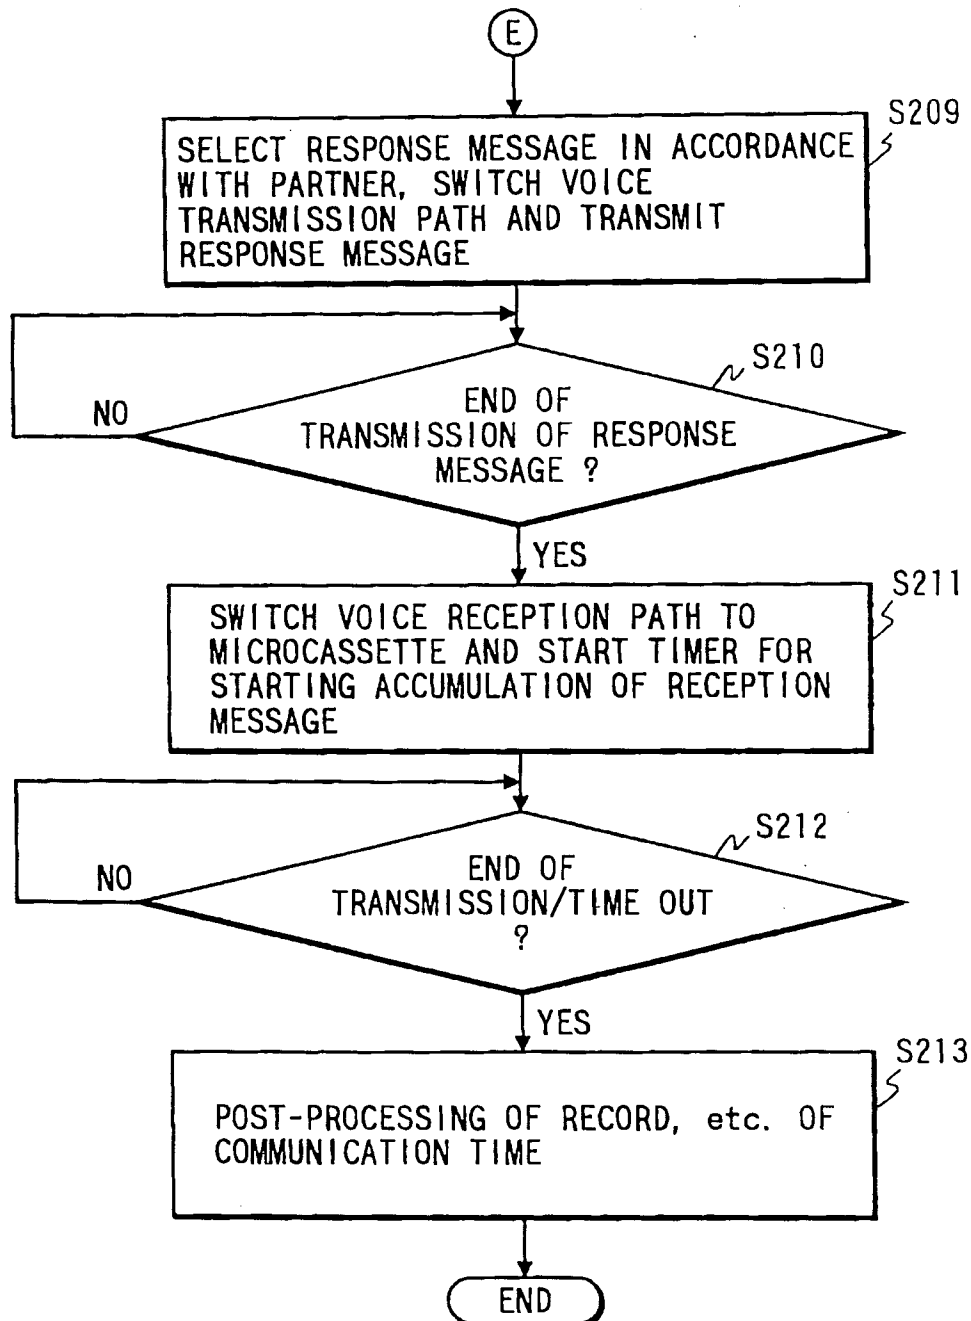 E
S209
SELECT RESPONSE MESSAGE IN ACCORDANCE
WITH PARTNER, SWITCH VOICE
TRANSMISSION PATH AND TRANSMIT
RESPONSE MESSAGE
S210
END OF
TRANSMISSION OF RESPONSE
MESSAGE ?
NO
YES
S211
SWITCH VOICE RECEPTION PATH TO
MICROCASSETTE AND START TIMER FOR
STARTING ACCUMULATION OF RECEPTION
MESSAGE
S212
END OF
TRANSMISSION/TIME OUT
?
NO
YES
S213
POST-PROCESSING OF RECORD, etc. OF
COMMUNICATION TIME
END